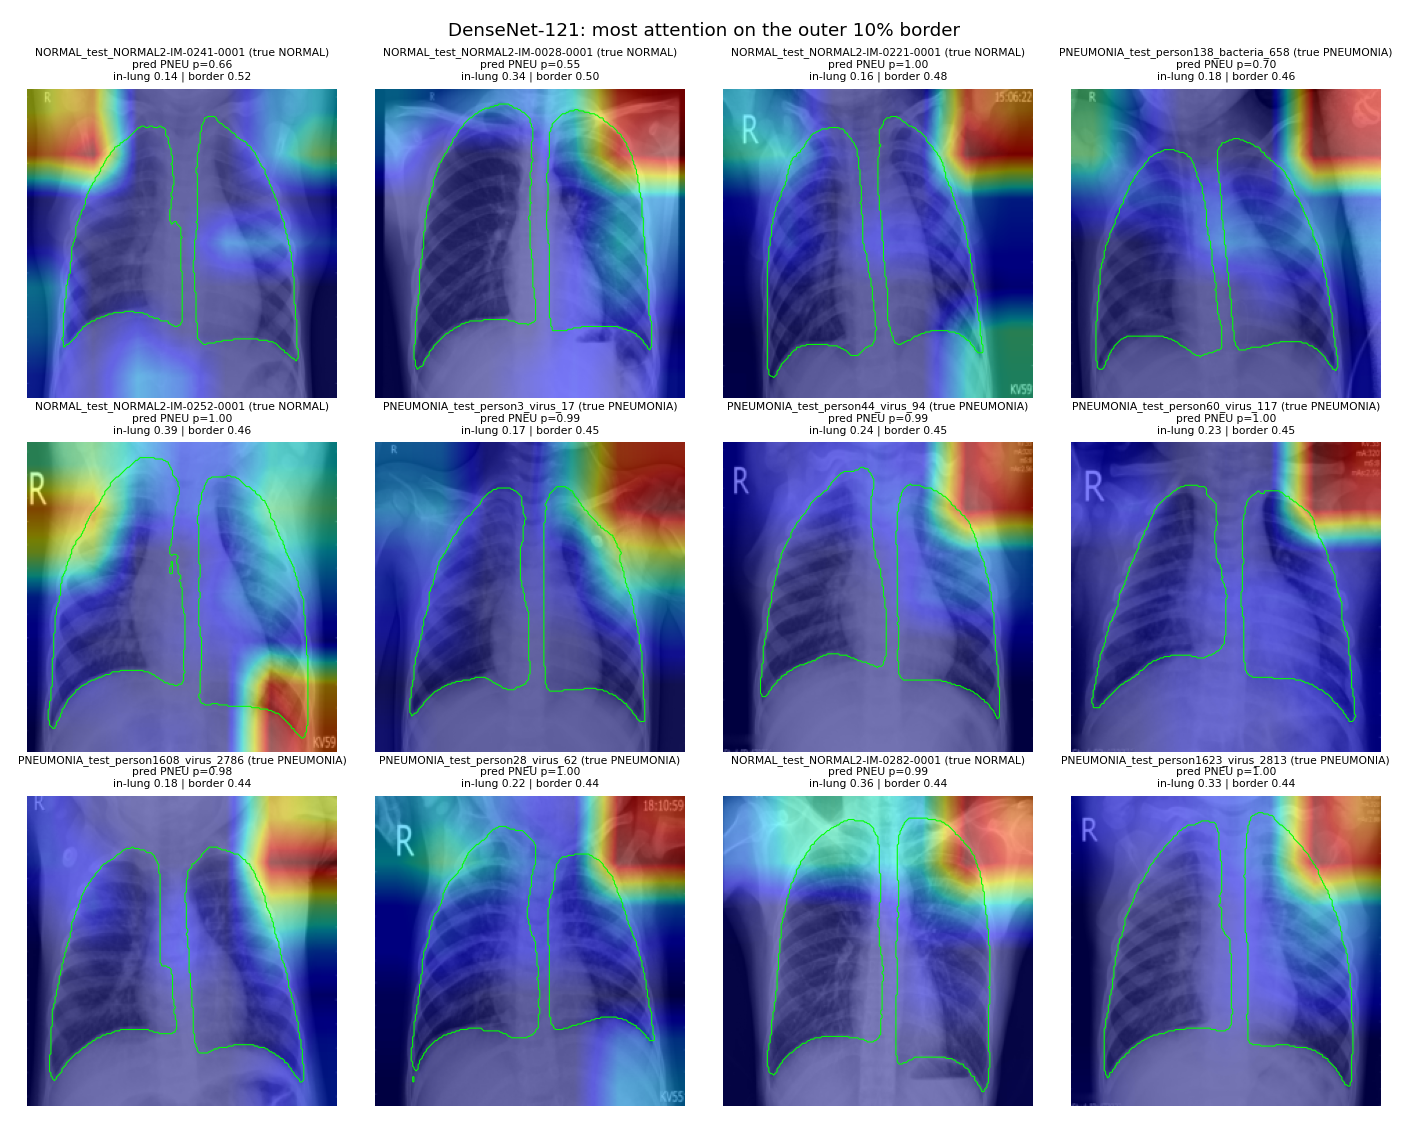 DenseNet-121: most attention on the outer 10% border
NORMAL_test_NORMAL2-IM-0241-0001 (true NORMAL)
pred PNEU p=0.66
in-lung 0.14 | border 0.52
R
NORMAL_test_NORMAL2-IM-0028-0001 (true NORMAL)
pred PNEU p=0.55
in-lung 0.34 | border 0.50
R
NORMAL_test_NORMAL2-IM-0221-0001 (true NORMAL)
pred PNEU p=1.00
in-lung 0.16 | border 0.48
15:06:22
R
KV59
PNEUMONIA_test_person138_bacteria_658 (true PNEUMONIA)
pred PNEU p=0.70
in-lung 0.18 | border 0.46
R
NORMAL_test_NORMAL2-IM-0252-0001 (true NORMAL)
pred PNEU p=1.00
in-lung 0.39 | border 0.46
R
KV59
PNEUMONIA_test_person3_virus_17 (true PNEUMONIA)
pred PNEU p=0.99
in-lung 0.17 | border 0.45
R
PNEUMONIA_test_person44_virus_94 (true PNEUMONIA)
pred PNEU p=0.99
in-lung 0.24 | border 0.45
R
PNEUMONIA_test_person60_virus_117 (true PNEUMONIA)
pred PNEU p=1.00
in-lung 0.23 | border 0.45
R
PNEUMONIA_test_person1608_virus_2786 (true PNEUMONIA)
pred PNEU p=0.98
in-lung 0.18 | border 0.44
R
PNEUMONIA_test_person28_virus_62 (true PNEUMONIA)
pred PNEU p=1.00
in-lung 0.22 | border 0.44
18:10:59
R
KV55
NORMAL_test_NORMAL2-IM-0282-0001 (true NORMAL)
pred PNEU p=0.99
in-lung 0.36 | border 0.44
PNEUMONIA_test_person1623_virus_2813 (true PNEUMONIA)
pred PNEU p=1.00
in-lung 0.33 | border 0.44
R